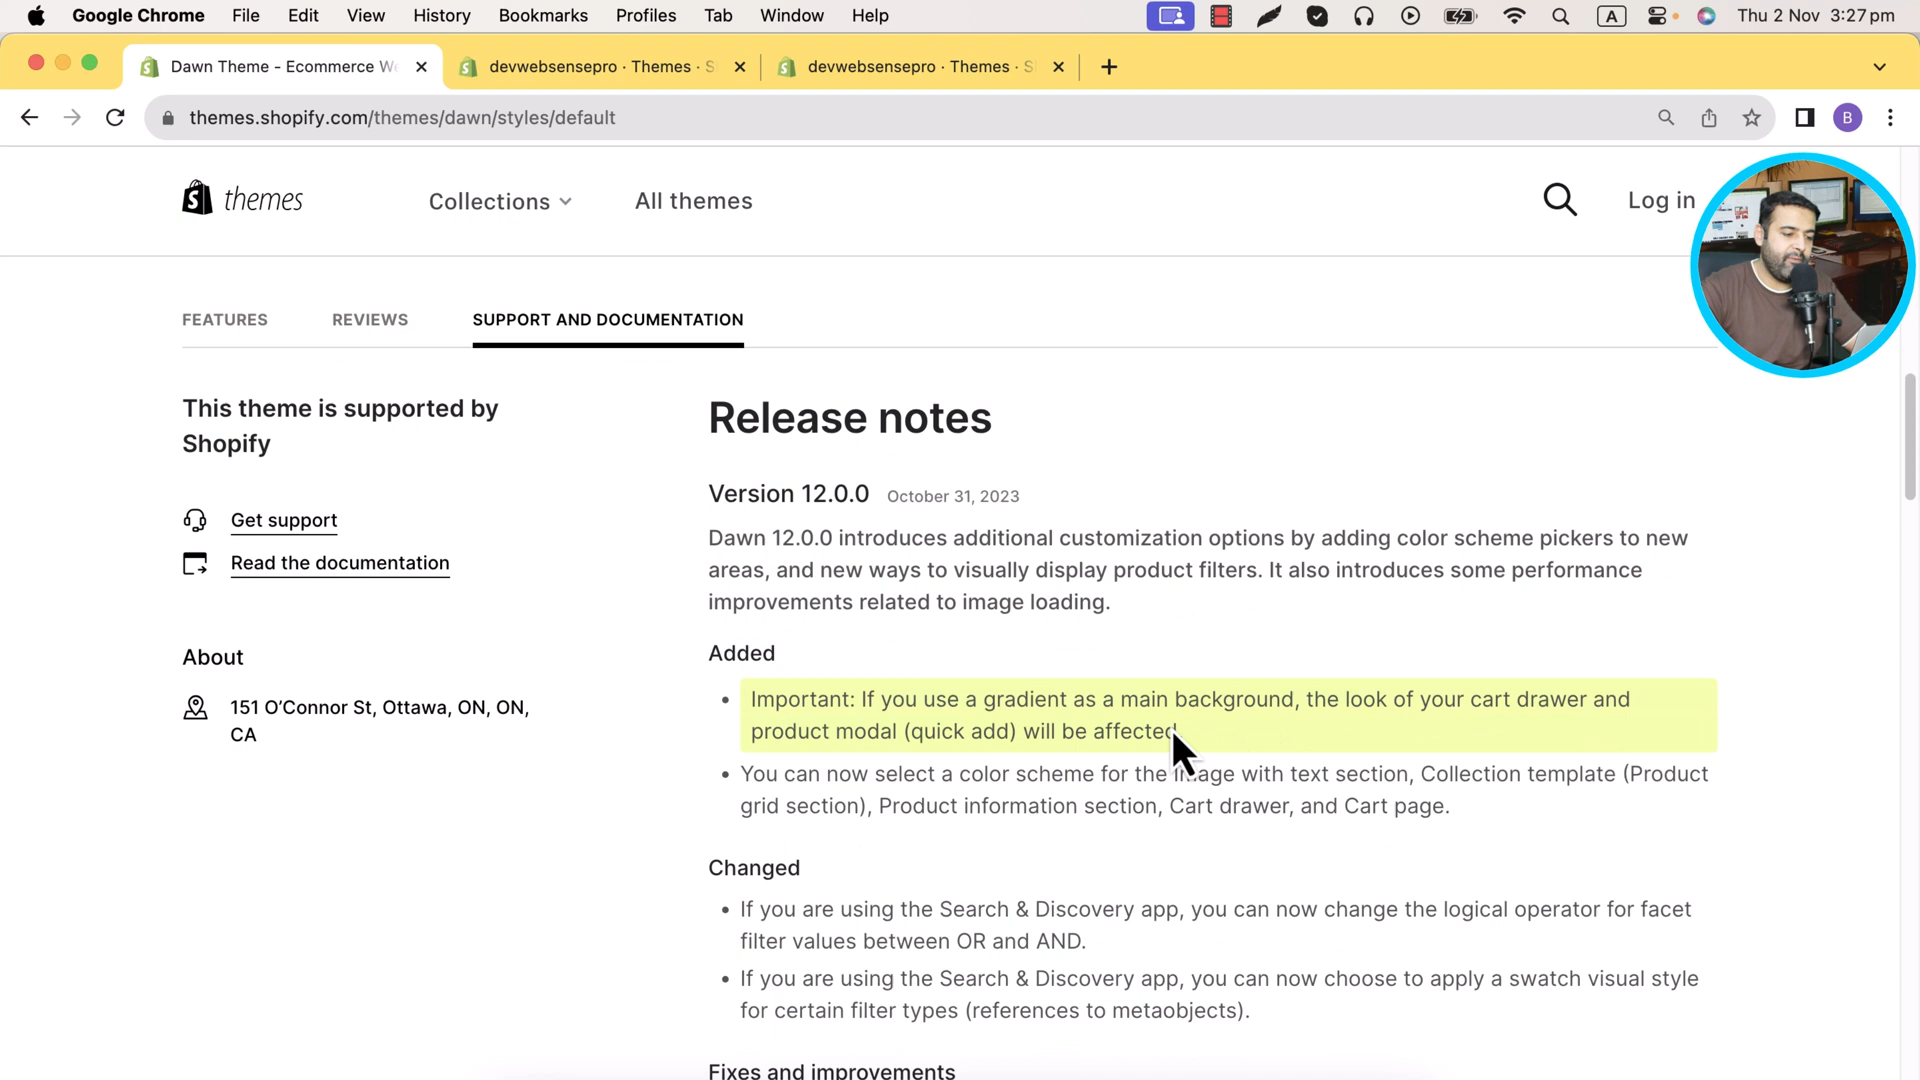 Google Chrome File Edit View History Bookmarks Profiles Tab Window Help A Thu 2 Nov 3:27 pm
Dawn Theme - Ecommerce We devwebsensepro · Themes · S devwebsensepro · Themes · S
themes.shopify.com/themes/dawn/styles/default B
themes Collections All themes Log in
FEATURES REVIEWS SUPPORT AND DOCUMENTATION
This theme is supported by
Shopify
Get support
Read the documentation
About
151 O'Connor St, Ottawa, ON, ON,
CA
Release notes
Version 12.0.0 October 31, 2023
Dawn 12.0.0 introduces additional customization options by adding color scheme pickers to new
areas, and new ways to visually display product filters. It also introduces some performance
improvements related to image loading.
Added
• Important: If you use a gradient as a main background, the look of your cart drawer and
product modal (quick add) will be affected
• You can now select a color scheme for the image with text section, Collection template (Product
grid section), Product information section, Cart drawer, and Cart page.
Changed
• If you are using the Search & Discovery app, you can now change the logical operator for facet
filter values between OR and AND.
• If you are using the Search & Discovery app, you can now choose to apply a swatch visual style
for certain filter types (references to metaobjects).
Fixes and improvements